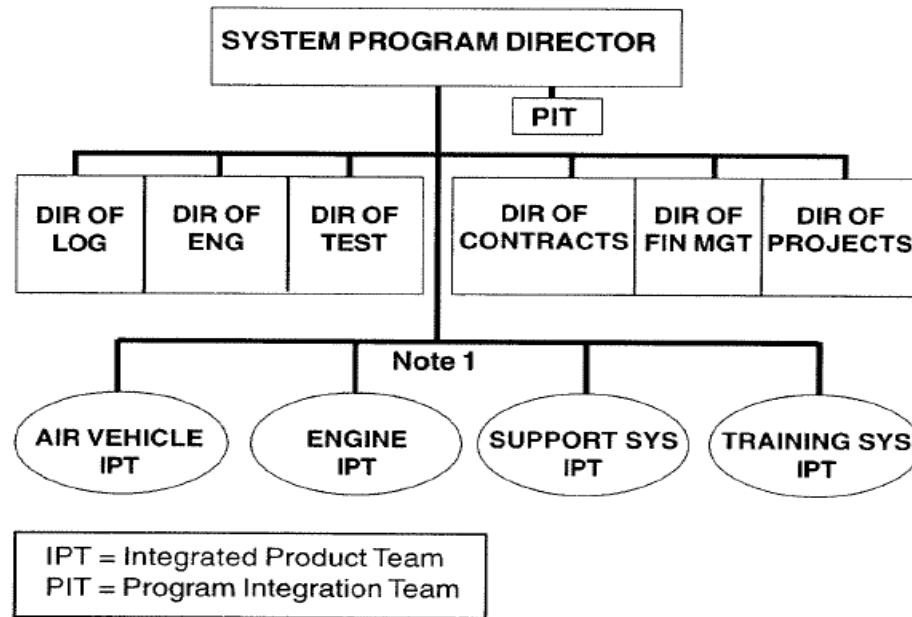 SYSTEM PROGRAM DIRECTOR
PIT
DIR OF
LOG
DIR OF
ENG
DIR OF
TEST
DIR OF
CONTRACTS
DIR OF
FIN MGT
DIR OF
PROJECTS
Note 1
AIR VEHICLE
IPT
ENGINE
IPT
SUPPORT SYS
IPT
TRAINING SYS
IPT
IPT = Integrated Product Team
PIT = Program Integration Team